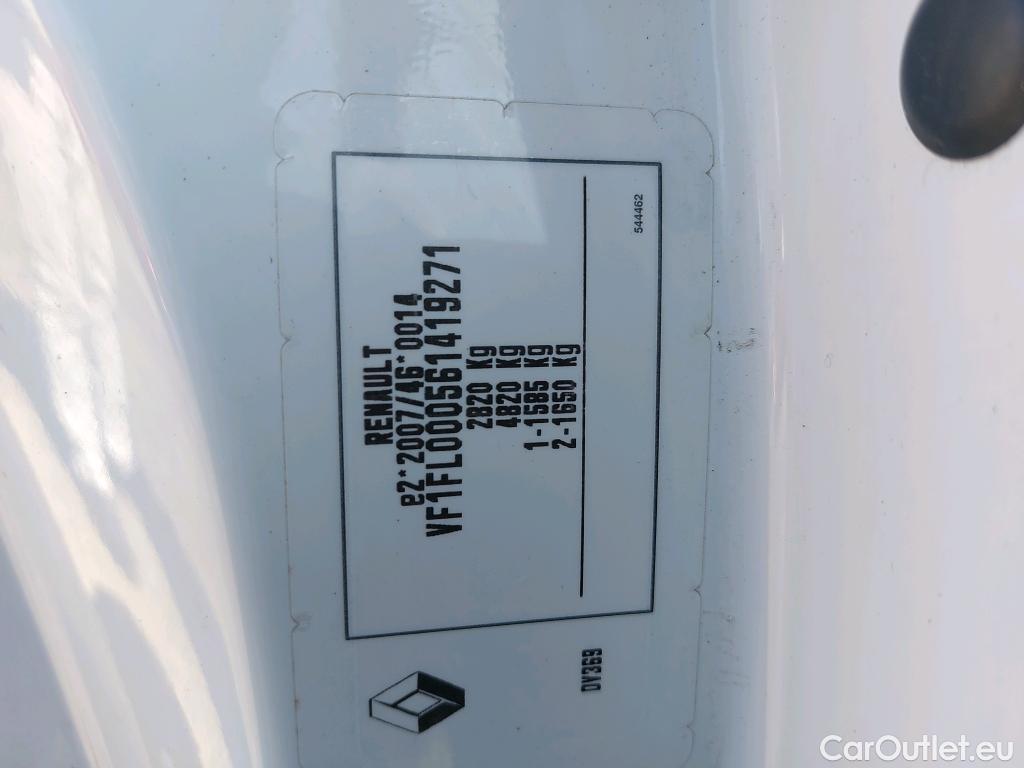 RENAULT
e2*2007/46*0014
VF1FL000561419271
2820 Kg
4820 Kg
1-1585 Kg
2-1650 Kg
544462
DV369
CarOutlet.eu